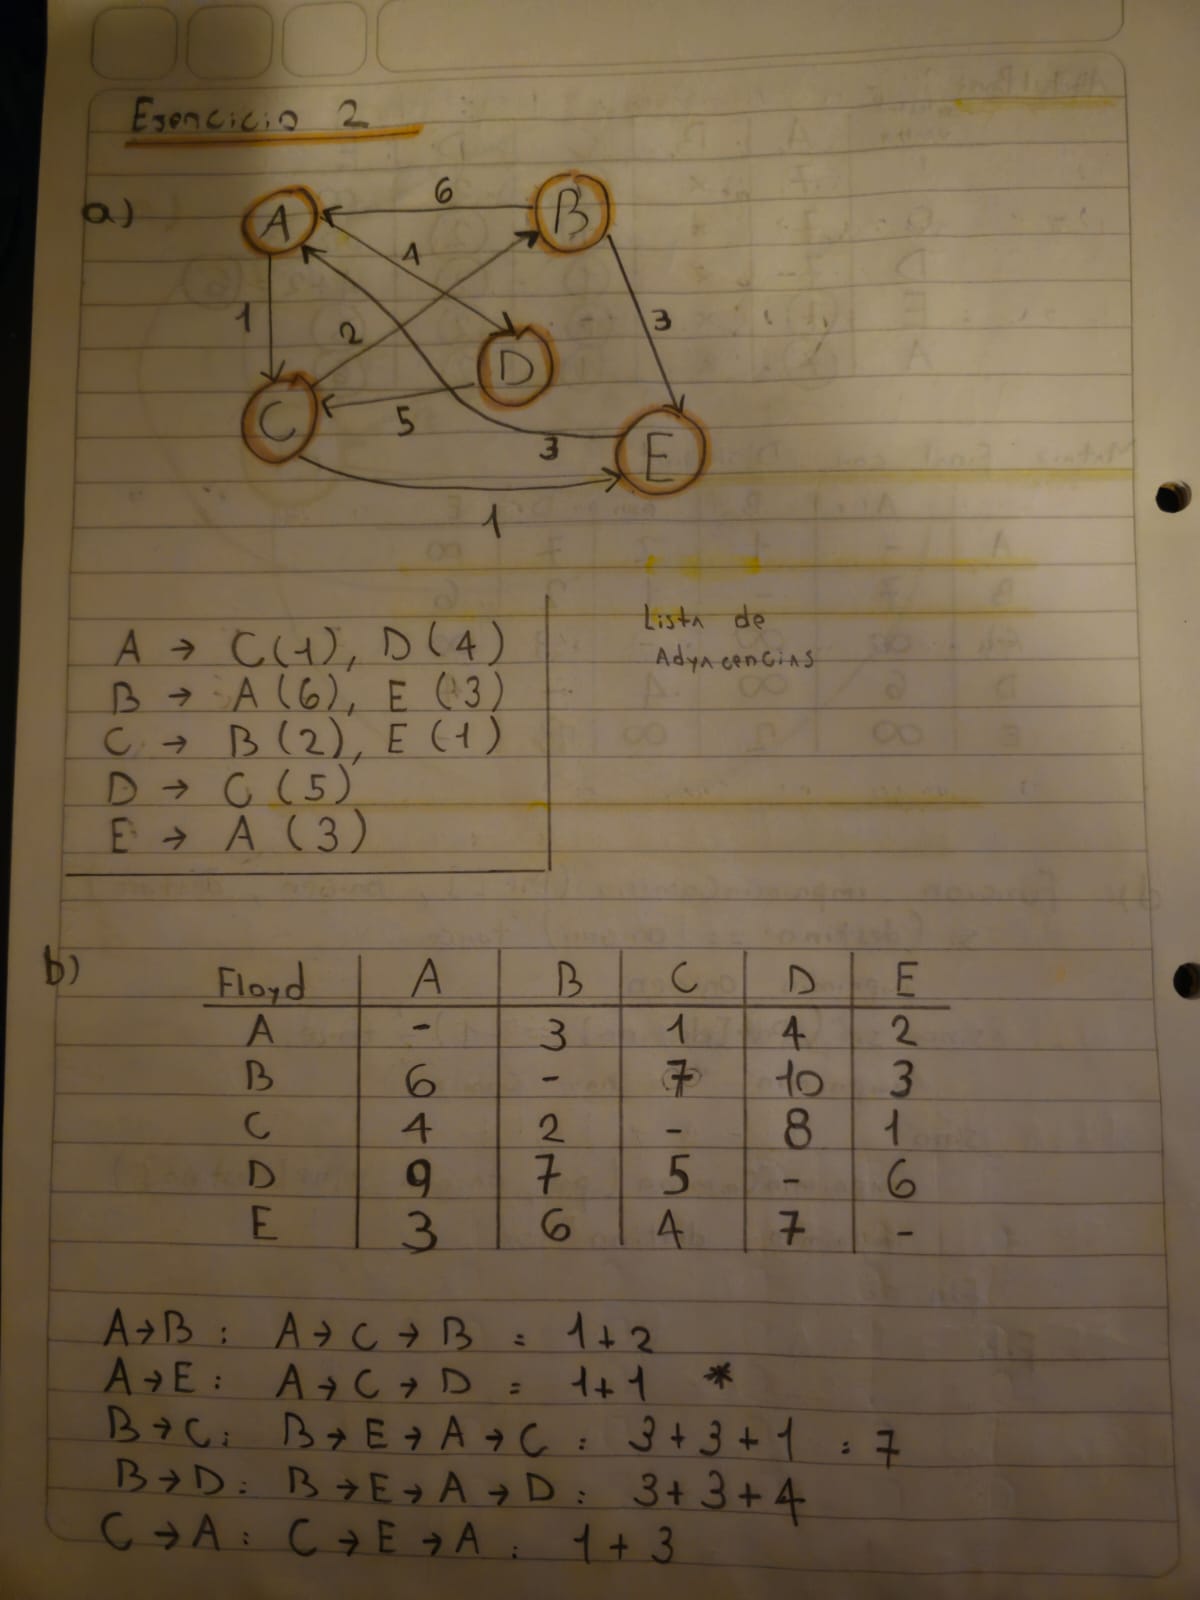 Ejercicio 2
a)
A 6 B
4
1 2 3
D
C 5
3 E
1
A → C(1), D(4)
B → A(6), E(3)
C → B(2), E(1)
D → C(5)
E → A(3)
Lista de
Adyacencias
b)
Floyd A B C D E
A - 3 1 4 2
B 6 - 7 10 3
C 4 2 - 8 1
D 9 7 5 - 6
E 3 6 4 7 -
A→B: A→C→B = 1+2
A→E: A→C→D = 1+1 *
B→C: B→E→A→C: 3+3+1 : 7
B→D: B→E→A→D: 3+3+4
C→A: C→E→A: 1+3